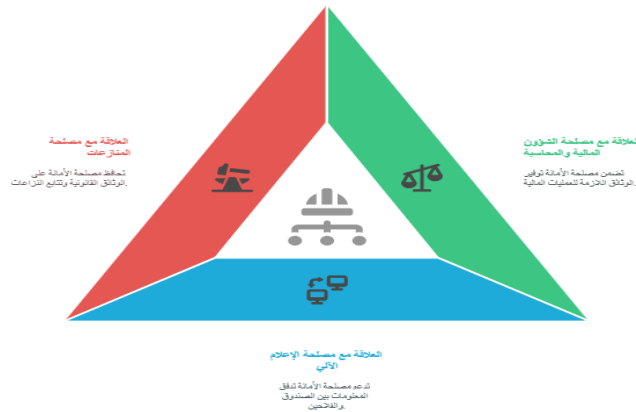 العلاقة مع مصلحة الشؤون
المالية والمحاسبة
تضمن مصلحة الأمانة توفير
الوثائق اللازمة للعمليات المالية.
العلاقة مع مصلحة
المنازعات
تحافظ مصلحة الأمانة على
الوثائق القانونية وتتابع النزاعات.
العلاقة مع مصلحة الإعلام
الآلي
تدعم مصلحة الأمانة تدفق
المعلومات بين الصندوق
والفلاحين.